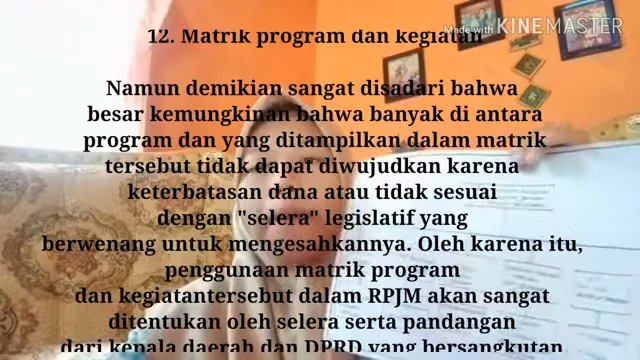 Made with KINEMASTER
12. Matrik program dan kegiatan
Namun demikian sangat disadari bahwa
besar kemungkinan bahwa banyak di antara
program dan yang ditampilkan dalam matrik
tersebut tidak dapat diwujudkan karena
keterbatasan dana atau tidak sesuai
dengan "selera" legislatif yang
berwenang untuk mengesahkannya. Oleh karena itu,
penggunaan matrik program
dan kegiatantersebut dalam RPJM akan sangat
ditentukan oleh selera serta pandangan
dari kepala daerah dan DPRD yang bersangkutan